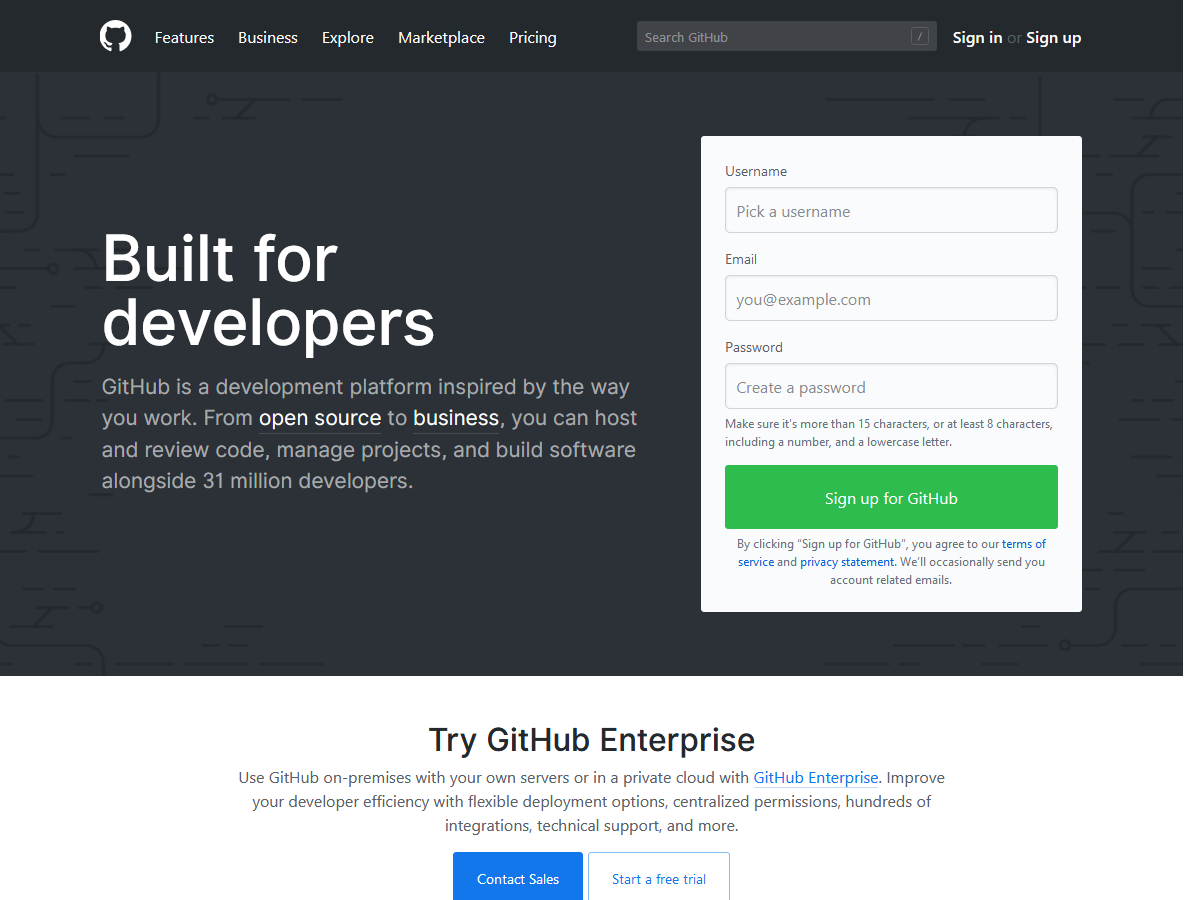 Features Business Explore Marketplace Pricing Search GitHub / Sign in or Sign up
Built for
developers
GitHub is a development platform inspired by the way
you work. From open source to business, you can host
and review code, manage projects, and build software
alongside 31 million developers.
Username
Pick a username
Email
you@example.com
Password
Create a password
Make sure it's more than 15 characters, or at least 8 characters,
including a number, and a lowercase letter.
Sign up for GitHub
By clicking “Sign up for GitHub”, you agree to our terms of
service and privacy statement. We’ll occasionally send you
account related emails.
Try GitHub Enterprise
Use GitHub on-premises with your own servers or in a private cloud with GitHub Enterprise. Improve
your developer efficiency with flexible deployment options, centralized permissions, hundreds of
integrations, technical support, and more.
Contact Sales Start a free trial